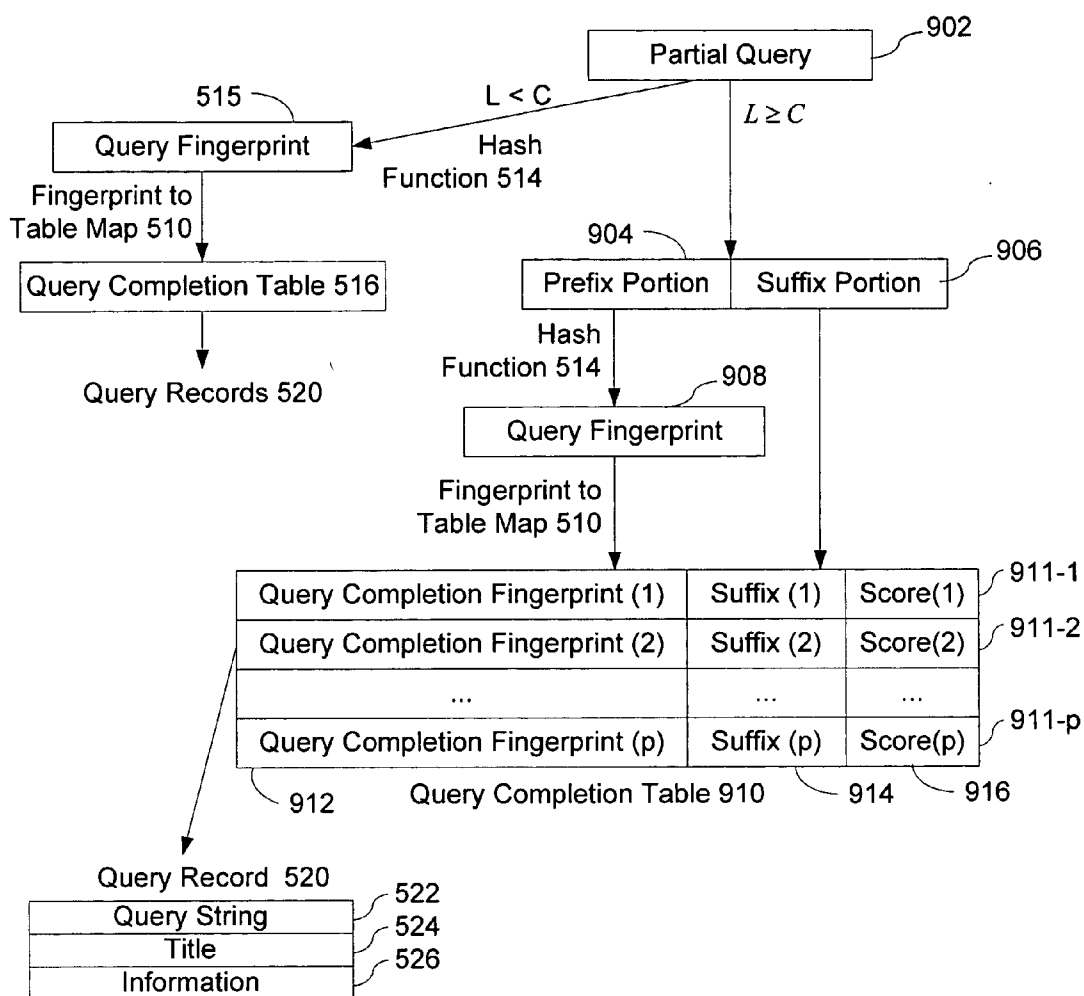 902
Partial Query
515
L < C
L ≥ C
Query Fingerprint
Hash
Function 514
Fingerprint to
Table Map 510
904
906
Query Completion Table 516
Prefix Portion
Suffix Portion
Hash
Function 514
Query Records 520
908
Query Fingerprint
Fingerprint to
Table Map 510
Query Completion Fingerprint (1) Suffix (1) Score(1) 911-1
Query Completion Fingerprint (2) Suffix (2) Score(2) 911-2
... ... ...
Query Completion Fingerprint (p) Suffix (p) Score(p) 911-p
912 Query Completion Table 910 914 916
Query Record 520
522
Query String
524
Title
526
Information